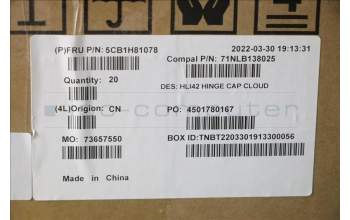 (P)FRU P/N: 5CB1H81078 2022-03-30 19:13:31
Compal P/N: 71NLB138025
Quantity: 20 DES: HLI42 HINGE CAP CLOUD
(4L)Origion: CN PO: 4501780167
MO: 73657550 BOX ID:TNBT2203301913300056
Made in China